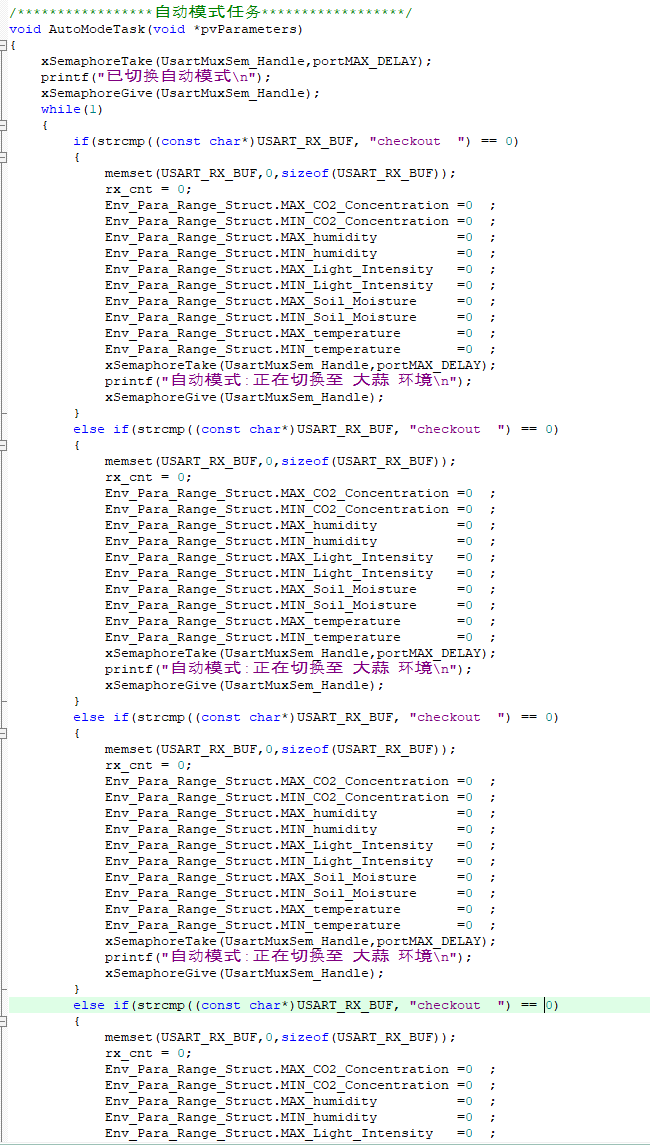 /*****************自动模式任务******************/
void AutoModeTask(void *pvParameters)
{
    xSemaphoreTake(UsartMuxSem_Handle,portMAX_DELAY);
    printf("已切换自动模式\n");
    xSemaphoreGive(UsartMuxSem_Handle);
    while(1)
    {
        if(strcmp((const char*)USART_RX_BUF, "checkout  ") == 0)
        {
            memset(USART_RX_BUF,0,sizeof(USART_RX_BUF));
            rx_cnt = 0;
            Env_Para_Range_Struct.MAX_CO2_Concentration =0  ;
            Env_Para_Range_Struct.MIN_CO2_Concentration =0  ;
            Env_Para_Range_Struct.MAX_humidity          =0  ;
            Env_Para_Range_Struct.MIN_humidity          =0  ;
            Env_Para_Range_Struct.MAX_Light_Intensity   =0  ;
            Env_Para_Range_Struct.MIN_Light_Intensity   =0  ;
            Env_Para_Range_Struct.MAX_Soil_Moisture     =0  ;
            Env_Para_Range_Struct.MIN_Soil_Moisture     =0  ;
            Env_Para_Range_Struct.MAX_temperature       =0  ;
            Env_Para_Range_Struct.MIN_temperature       =0  ;
            xSemaphoreTake(UsartMuxSem_Handle,portMAX_DELAY);
            printf("自动模式:正在切换至 大蒜 环境\n");
            xSemaphoreGive(UsartMuxSem_Handle);
        }
        else if(strcmp((const char*)USART_RX_BUF, "checkout  ") == 0)
        {
            memset(USART_RX_BUF,0,sizeof(USART_RX_BUF));
            rx_cnt = 0;
            Env_Para_Range_Struct.MAX_CO2_Concentration =0  ;
            Env_Para_Range_Struct.MIN_CO2_Concentration =0  ;
            Env_Para_Range_Struct.MAX_humidity          =0  ;
            Env_Para_Range_Struct.MIN_humidity          =0  ;
            Env_Para_Range_Struct.MAX_Light_Intensity   =0  ;
            Env_Para_Range_Struct.MIN_Light_Intensity   =0  ;
            Env_Para_Range_Struct.MAX_Soil_Moisture     =0  ;
            Env_Para_Range_Struct.MIN_Soil_Moisture     =0  ;
            Env_Para_Range_Struct.MAX_temperature       =0  ;
            Env_Para_Range_Struct.MIN_temperature       =0  ;
            xSemaphoreTake(UsartMuxSem_Handle,portMAX_DELAY);
            printf("自动模式:正在切换至 大蒜 环境\n");
            xSemaphoreGive(UsartMuxSem_Handle);
        }
        else if(strcmp((const char*)USART_RX_BUF, "checkout  ") == 0)
        {
            memset(USART_RX_BUF,0,sizeof(USART_RX_BUF));
            rx_cnt = 0;
            Env_Para_Range_Struct.MAX_CO2_Concentration =0  ;
            Env_Para_Range_Struct.MIN_CO2_Concentration =0  ;
            Env_Para_Range_Struct.MAX_humidity          =0  ;
            Env_Para_Range_Struct.MIN_humidity          =0  ;
            Env_Para_Range_Struct.MAX_Light_Intensity   =0  ;
            Env_Para_Range_Struct.MIN_Light_Intensity   =0  ;
            Env_Para_Range_Struct.MAX_Soil_Moisture     =0  ;
            Env_Para_Range_Struct.MIN_Soil_Moisture     =0  ;
            Env_Para_Range_Struct.MAX_temperature       =0  ;
            Env_Para_Range_Struct.MIN_temperature       =0  ;
            xSemaphoreTake(UsartMuxSem_Handle,portMAX_DELAY);
            printf("自动模式:正在切换至 大蒜 环境\n");
            xSemaphoreGive(UsartMuxSem_Handle);
        }
        else if(strcmp((const char*)USART_RX_BUF, "checkout  ") == 0)
        {
            memset(USART_RX_BUF,0,sizeof(USART_RX_BUF));
            rx_cnt = 0;
            Env_Para_Range_Struct.MAX_CO2_Concentration =0  ;
            Env_Para_Range_Struct.MIN_CO2_Concentration =0  ;
            Env_Para_Range_Struct.MAX_humidity          =0  ;
            Env_Para_Range_Struct.MIN_humidity          =0  ;
            Env_Para_Range_Struct.MAX_Light_Intensity   =0  ;